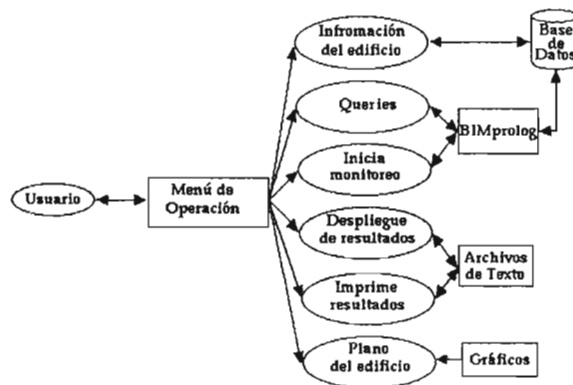 Infromación
del edificio
Base
de
Datos
Queries
BIMprolog
Inicia
monitoreo
Usuario
Menú de
Operación
Despliegue
de resultados
Archivos
de Texto
Imprime
resultados
Plano
del edificio
Gráficos